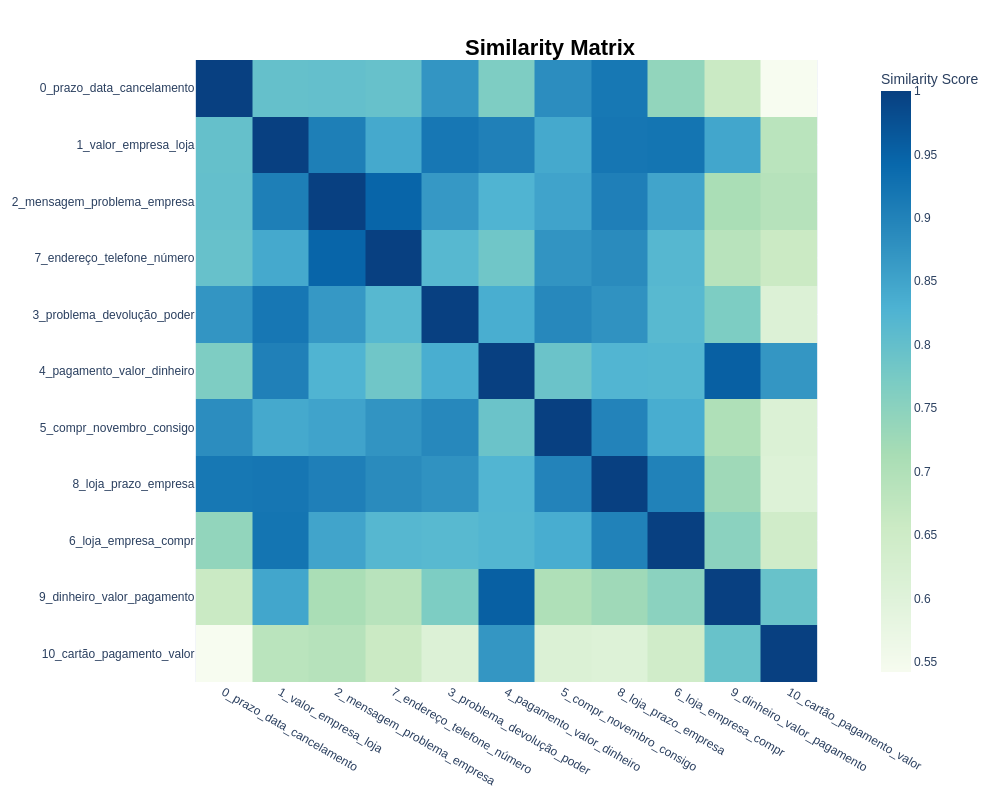 Similarity Matrix
Similarity Score
0_prazo_data_cancelamento
1_valor_empresa_loja
2_mensagem_problema_empresa
7_endereço_telefone_número
3_problema_devolução_poder
4_pagamento_valor_dinheiro
5_compr_novembro_consigo
8_loja_prazo_empresa
6_loja_empresa_compr
9_dinheiro_valor_pagamento
10_cartão_pagamento_valor
1
0.95
0.9
0.85
0.8
0.75
0.7
0.65
0.6
0.55
0_prazo_data_cancelamento
1_valor_empresa_loja
2_mensagem_problema_empresa
7_endereço_telefone_número
3_problema_devolução_poder
4_pagamento_valor_dinheiro
5_compr_novembro_consigo
8_loja_prazo_empresa
6_loja_empresa_compr
9_dinheiro_valor_pagamento
10_cartão_pagamento_valor